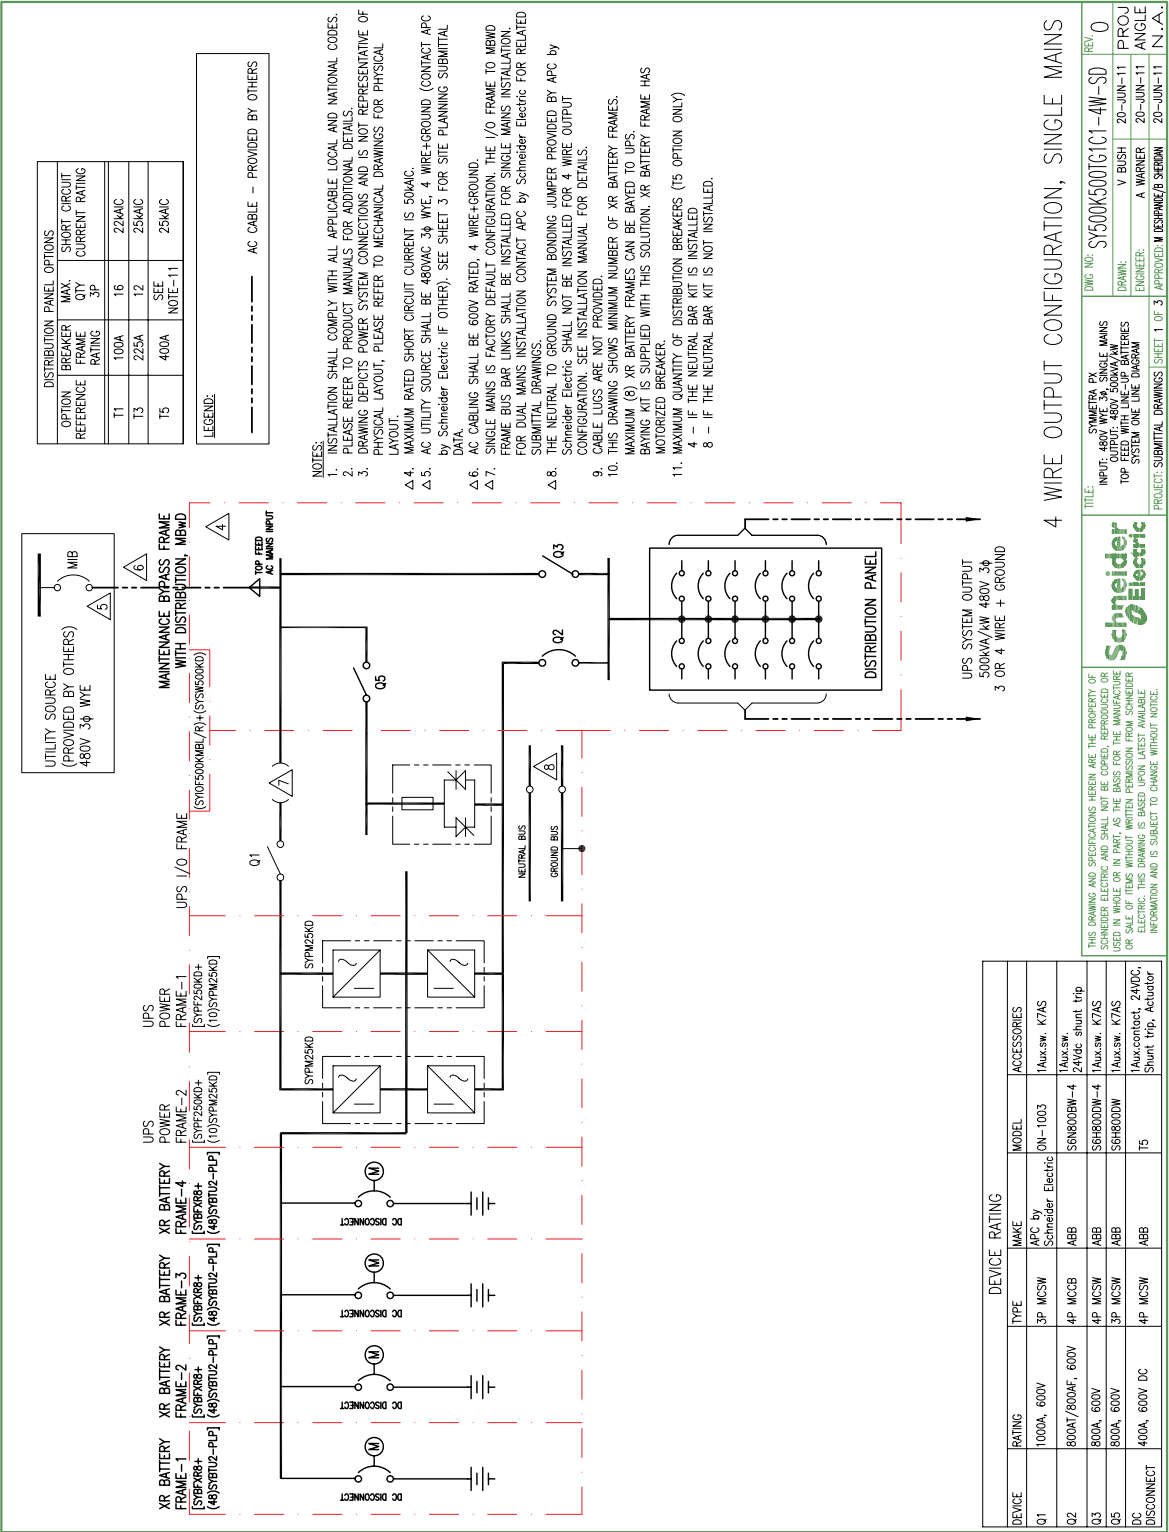 UTILITY SOURCE
(PROVIDED BY OTHERS)
480V 3ϕ WYE
MIB
5
6
MAINTENANCE BYPASS FRAME
WITH DISTRIBUTION, MBwD
4
TOP FEED
AC MAINS INPUT
(SYIOF500KMBL/R)+(SYSW500KD)
UPS I/O FRAME
UPS
POWER
FRAME-1
[SYPF250KD+
(10)SYPM25KD]
UPS
POWER
FRAME-2
[SYPF250KD+
(10)SYPM25KD]
XR BATTERY
FRAME-4
[SYBFXR8+
(48)SYBTU2-PLP]
XR BATTERY
FRAME-3
[SYBFXR8+
(48)SYBTU2-PLP]
XR BATTERY
FRAME-2
[SYBFXR8+
(48)SYBTU2-PLP]
XR BATTERY
FRAME-1
[SYBFXR8+
(48)SYBTU2-PLP]
Q1
7
Q5
Q3
Q2
8
SYPM25KD
SYPM25KD
NEUTRAL BUS
GROUND BUS
M
DC DISCONNECT
M
DC DISCONNECT
M
DC DISCONNECT
M
DC DISCONNECT
DISTRIBUTION PANEL
UPS SYSTEM OUTPUT
500kVA/kW 480V 3ϕ
3 OR 4 WIRE + GROUND
DISTRIBUTION PANEL OPTIONS
OPTION REFERENCE BREAKER FRAME RATING MAX. QTY 3P SHORT CIRCUIT CURRENT RATING
T1 100A 16 22kAIC
T3 225A 12 25kAIC
T5 400A SEE NOTE-11 25kAIC
LEGEND:
AC CABLE - PROVIDED BY OTHERS
NOTES:
1. INSTALLATION SHALL COMPLY WITH ALL APPLICABLE LOCAL AND NATIONAL CODES.
2. PLEASE REFER TO PRODUCT MANUALS FOR ADDITIONAL DETAILS.
3. DRAWING DEPICTS POWER SYSTEM CONNECTIONS AND IS NOT REPRESENTATIVE OF
PHYSICAL LAYOUT. PLEASE REFER TO MECHANICAL DRAWINGS FOR PHYSICAL
LAYOUT.
△ 4. MAXIMUM RATED SHORT CIRCUIT CURRENT IS 50kAIC.
△ 5. AC UTILITY SOURCE SHALL BE 480VAC 3ϕ WYE, 4 WIRE+GROUND (CONTACT APC
by Schneider Electric IF OTHER). SEE SHEET 3 FOR SITE PLANNING SUBMITTAL
DATA.
△ 6. AC CABLING SHALL BE 600V RATED, 4 WIRE+GROUND.
△ 7. SINGLE MAINS IS FACTORY DEFAULT CONFIGURATION. THE I/O FRAME TO MBWD
FRAME BUS BAR LINKS SHALL BE INSTALLED FOR SINGLE MAINS INSTALLATION.
FOR DUAL MAINS INSTALLATION CONTACT APC by Schneider Electric FOR RELATED
SUBMITTAL DRAWINGS.
△ 8. THE NEUTRAL TO GROUND SYSTEM BONDING JUMPER PROVIDED BY APC by
Schneider Electric SHALL NOT BE INSTALLED FOR 4 WIRE OUTPUT
CONFIGURATION. SEE INSTALLATION MANUAL FOR DETAILS.
9. CABLE LUGS ARE NOT PROVIDED.
10. THIS DRAWING SHOWS MINIMUM NUMBER OF XR BATTERY FRAMES.
MAXIMUM (8) XR BATTERY FRAMES CAN BE BAYED TO UPS.
BAYING KIT IS SUPPLIED WITH THIS SOLUTION. XR BATTERY FRAME HAS
MOTORIZED BREAKER.
11. MAXIMUM QUANTITY OF DISTRIBUTION BREAKERS (T5 OPTION ONLY)
4 - IF THE NEUTRAL BAR KIT IS INSTALLED
8 - IF THE NEUTRAL BAR KIT IS NOT INSTALLED.
4 WIRE OUTPUT CONFIGURATION, SINGLE MAINS
DEVICE RATING
DEVICE RATING TYPE MAKE MODEL ACCESSORIES
Q1 1000A, 600V 3P MCSW APC by Schneider Electric ON-1003 1Aux.sw. K7AS
Q2 800AT/800AF, 600V 4P MCCB ABB S6N800BW-4 1Aux.sw. 24Vdc shunt trip
Q3 800A, 600V 4P MCSW ABB S6H800DW-4 1Aux.sw. K7AS
Q5 800A, 600V 3P MCSW ABB S6H800DW 1Aux.sw. K7AS
DC DISCONNECT 400A, 600V DC 4P MCSW ABB T5 1Aux.contact, 24VDC, Shunt trip, Actuator
THIS DRAWING AND SPECIFICATIONS HEREIN ARE THE PROPERTY OF
SCHNEIDER ELECTRIC AND SHALL NOT BE COPIED, REPRODUCED OR
USED IN WHOLE OR IN PART, AS THE BASIS FOR THE MANUFACTURE
OR SALE OF ITEMS WITHOUT WRITTEN PERMISSION FROM SCHNEIDER
ELECTRIC. THIS DRAWING IS BASED UPON LATEST AVAILABLE
INFORMATION AND IS SUBJECT TO CHANGE WITHOUT NOTICE.
Schneider
Electric
TITLE: SYMMETRA PX
INPUT: 480V WYE 3ϕ, SINGLE MAINS
OUTPUT: 480V 500kVA/kW
TOP FEED WITH LINE-UP BATTERIES
SYSTEM ONE LINE DIAGRAM
PROJECT: SUBMITTAL DRAWINGS SHEET 1 OF 3
DWG NO: SY500K500TG1C1-4W-SD REV. 0
DRAWN: V BUSH 20-JUN-11
ENGINEER: A WARNER 20-JUN-11
APPROVED: M DESHPANDE/B SHERIDAN 20-JUN-11
PROJ
ANGLE
N.A.